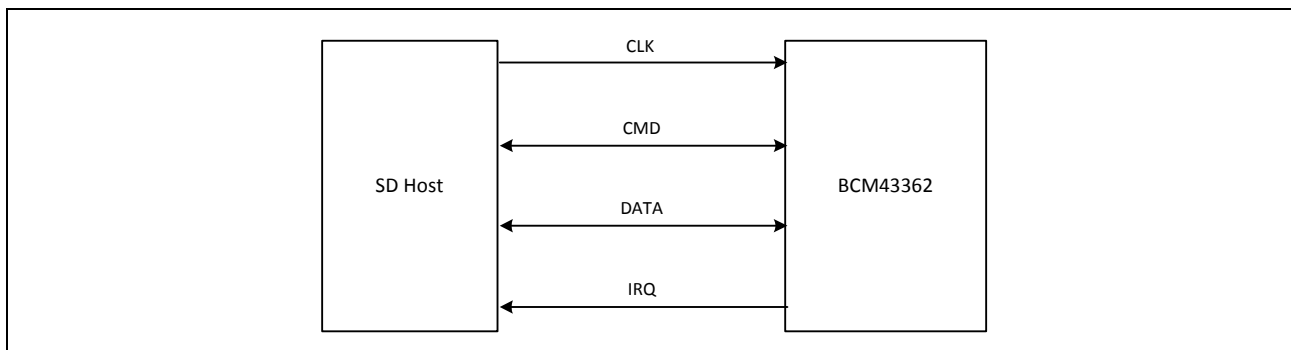 CLK
CMD
SD Host
BCM43362
DATA
IRQ